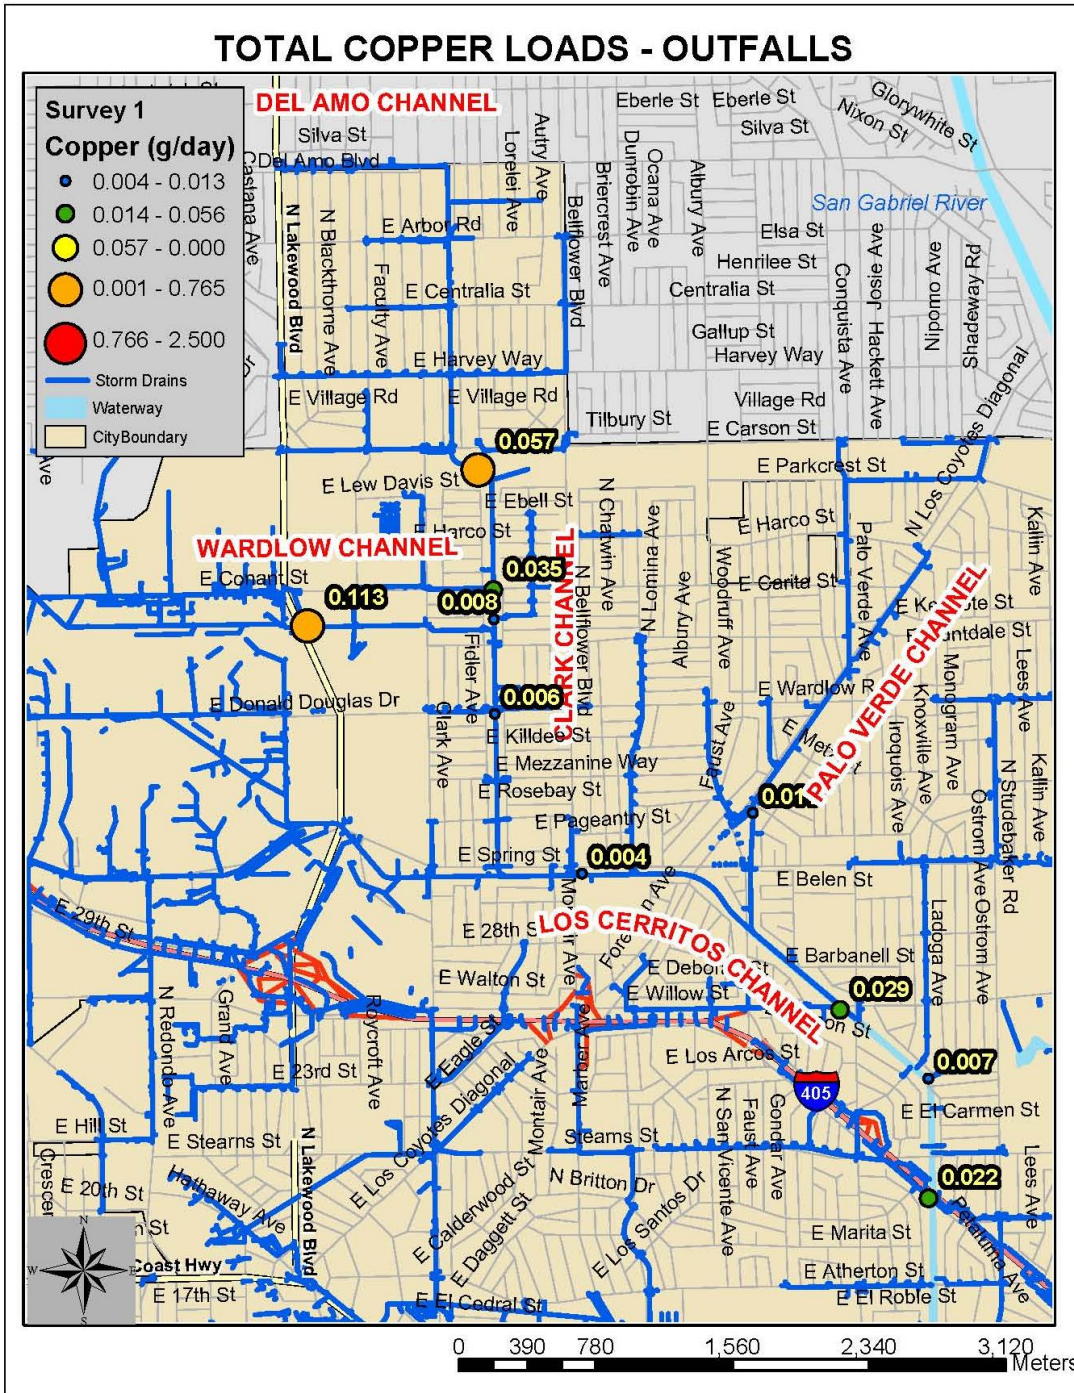 TOTAL COPPER LOADS - OUTFALLS
Survey 1
Copper (g/day)
0.004 - 0.013
0.014 - 0.056
0.057 - 0.000
0.001 - 0.765
0.766 - 2.500
Storm Drains
Waterway
CityBoundary
DEL AMO CHANNEL
Silva St
Del Amo Blvd
Eberle St
Eberle St
Silva St
Glorywhite St
Nixon St
San Gabriel River
Autry Ave
Lorelei Ave
Ocana Ave
Dunrobin Ave
Briercrest Ave
Albury Ave
Bellflower Blvd
N Lakewood Blvd
N Blackthorne Ave
Faculty Ave
E Arbor Rd
E Centralia St
E Harvey Way
E Village Rd
E Village Rd
Elsa St
Henrilee St
Centralia St
Gallup St
Harvey Way
Village Rd
Tilbury St
E Carson St
Conquista Ave
Josie Ave
Hackett Ave
Nipomo Ave
Shadeway Rd
N Los Coyotes Diagonal
Ave
0.057
E Lew Davis St
E Ebell St
E Parkcrest St
E Harco St
E Harco St
N Chatwin Ave
N Lomina Ave
Albury Ave
Woodruff Ave
Palo Verde Ave
Kallin Ave
WARDLOW CHANNEL
CLARK CHANNEL
PALO VERDE CHANNEL
E Conant St
0.035
0.113
0.008
E Carita St
Lees Ave
N Bellflower Blvd
Fidler Ave
E Donald Douglas Dr
0.006
E Wardlow R
Clark Ave
E Killdee St
E Mezzanine Way
E Rosebay St
E Pageantry St
E Spring St
Faust Ave
Iroquois Ave
Knoxville Ave
Monogram Ave
N Studebaker Rd
Kallin Ave
Ostrom Ave
0.004
E Belen St
E 29th St
E 28th S
LOS CERRITOS CHANNEL
Ladoga Ave
Ostrom Ave
E Walton St
E Willow St
E Barbanell St
0.029
N Redondo Ave
Grand Ave
Roycroft Ave
E Eagle St
E Los Arcos St
0.007
405
E 23rd St
Montair Ave
E El Carmen St
E Hill St
E Stearns St
Stearns St
N San Vicente Ave
Faust Ave
Gondar Ave
E Los Coyotes Diagonal
N Lakewood Blvd
E 20th St
Hathaway Ave
N Britton Dr
0.022
Lees Ave
E Calderwood St
E Daggett St
E Los Santos Dr
E Marita St
Petaluma Ave
Coast Hwy
E Atherton St
E 17th St
E El Cedral St
E El Roble St
N
W
E
S
0 390 780 1,560 2,340 3,120
Meters